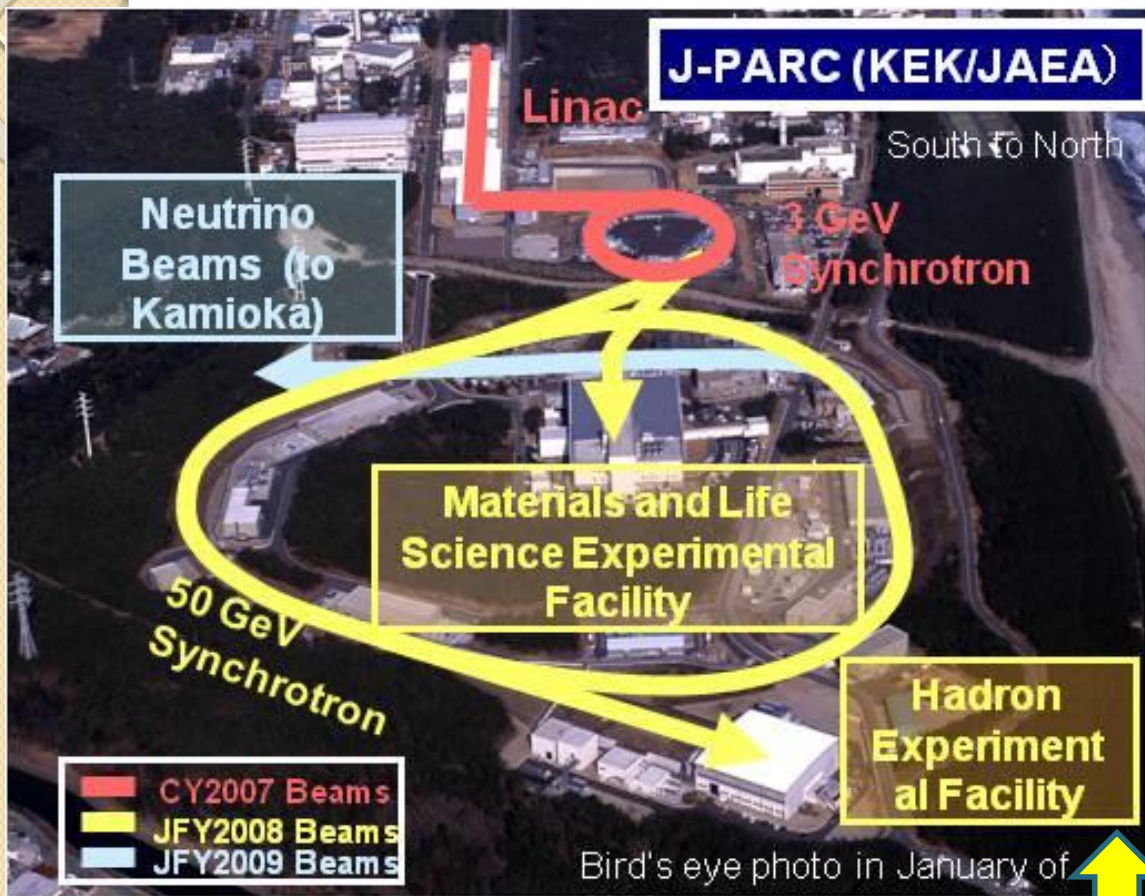 J-PARC (KEK/JAEA)
Linac
South to North
Neutrino
Beams (to
Kamioka)
3 GeV
Synchrotron
Materials and Life
Science Experimental
Facility
50 GeV
Synchrotron
Hadron
Experiment
al Facility
CY2007 Beams
JFY2008 Beams
JFY2009 Beams
Bird's eye photo in January of